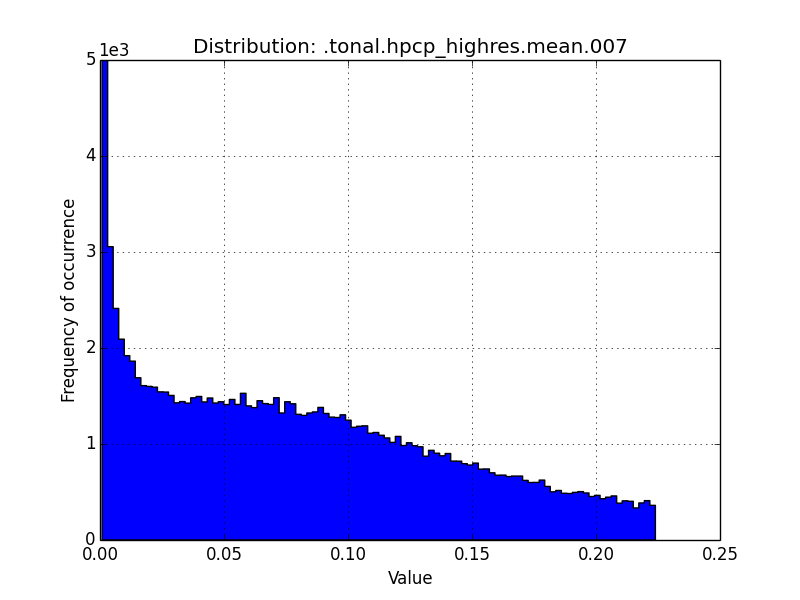 Distribution: .tonal.hpcp_highres.mean.007
1e3
5
4
3
2
1
0
Frequency of occurrence
0.00 0.05 0.10 0.15 0.20 0.25
Value